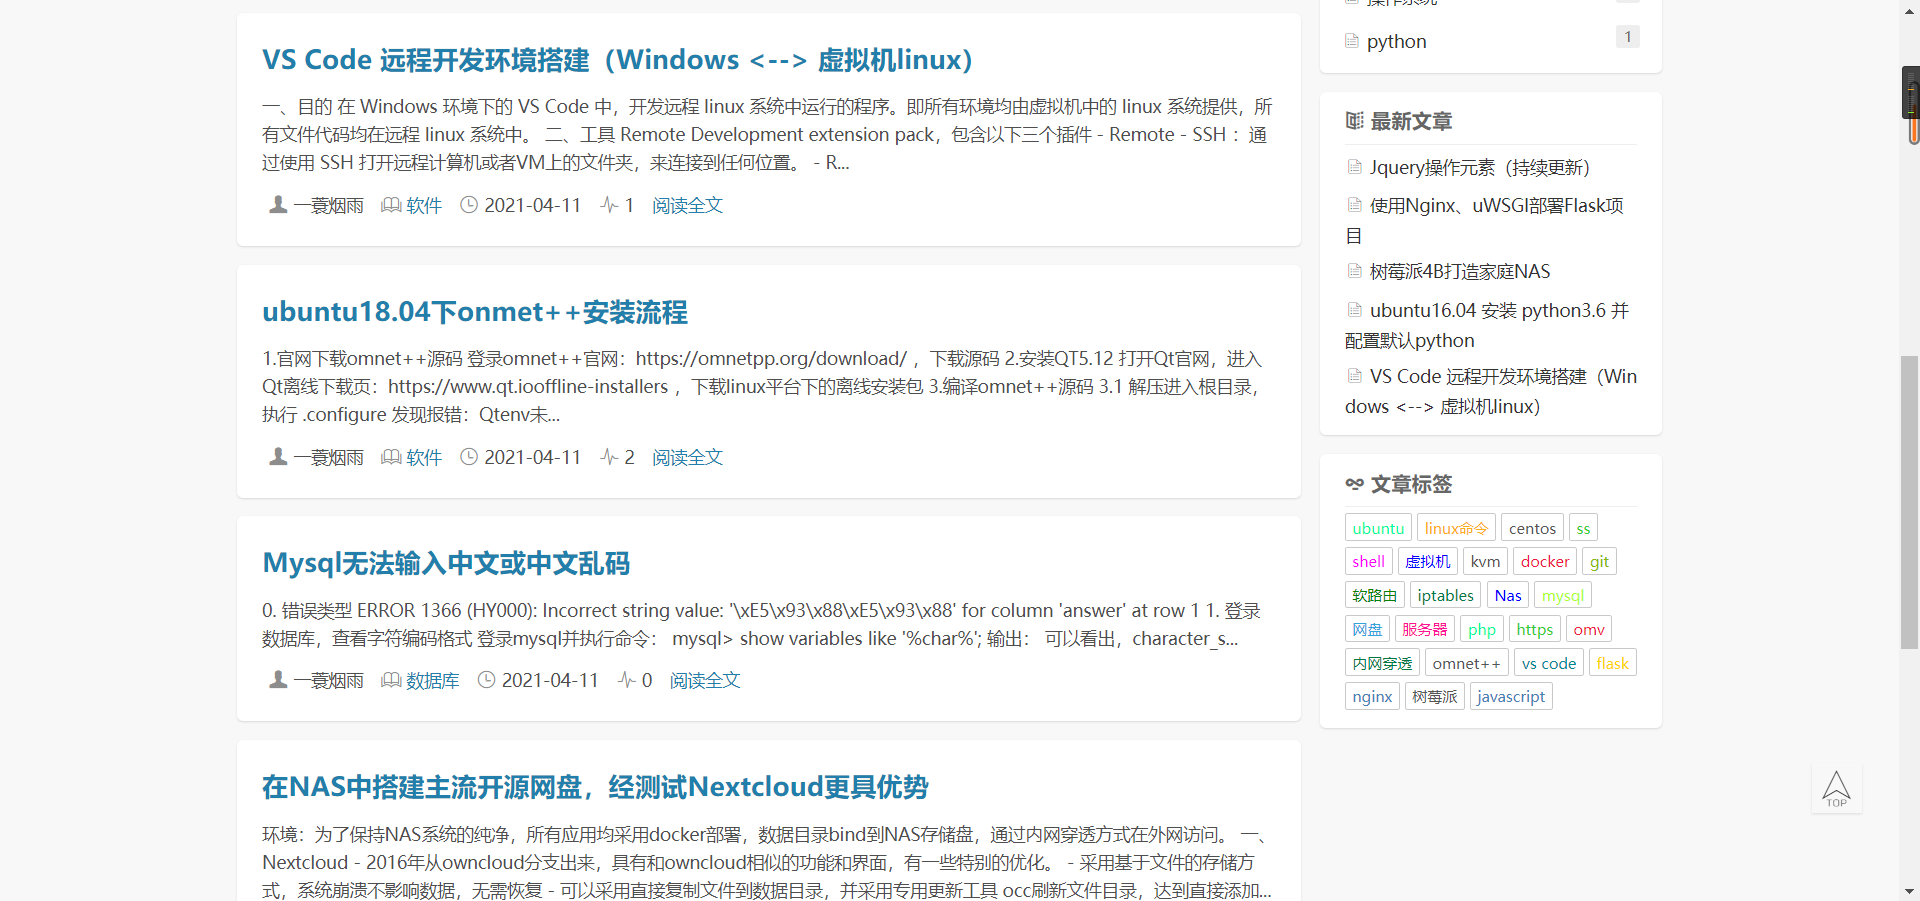 VS Code 远程开发环境搭建（Windows <--> 虚拟机linux）
一、目的 在 Windows 环境下的 VS Code 中，开发远程 linux 系统中运行的程序。即所有环境均由虚拟机中的 linux 系统提供，所
有文件代码均在远程 linux 系统中。 二、工具 Remote Development extension pack，包含以下三个插件 - Remote - SSH ：通
过使用 SSH 打开远程计算机或者VM上的文件夹，来连接到任何位置。 - R...
一蓑烟雨 软件 2021-04-11 1 阅读全文
ubuntu18.04下onmet++安装流程
1.官网下载omnet++源码 登录omnet++官网：https://omnetpp.org/download/ ，下载源码 2.安装QT5.12 打开Qt官网，进入
Qt离线下载页：https://www.qt.iooffline-installers ，下载linux平台下的离线安装包 3.编译omnet++源码 3.1 解压进入根目录，
执行 .configure 发现报错：Qtenv未...
一蓑烟雨 软件 2021-04-11 2 阅读全文
Mysql无法输入中文或中文乱码
0. 错误类型 ERROR 1366 (HY000): Incorrect string value: '\xE5\x93\x88\xE5\x93\x88' for column 'answer' at row 1 1. 登录
数据库，查看字符编码格式 登录mysql并执行命令： mysql> show variables like '%char%'; 输出： 可以看出，character_s...
一蓑烟雨 数据库 2021-04-11 0 阅读全文
在NAS中搭建主流开源网盘，经测试Nextcloud更具优势
环境：为了保持NAS系统的纯净，所有应用均采用docker部署，数据目录bind到NAS存储盘，通过内网穿透方式在外网访问。 一、
Nextcloud - 2016年从owncloud分支出来，具有和owncloud相似的功能和界面，有一些特别的优化。 - 采用基于文件的存储方
式，系统崩溃不影响数据，无需恢复 - 可以采用直接复制文件到数据目录，并采用专用更新工具 occ刷新文件目录，达到直接添加...
操作系统
python 1
最新文章
Jquery操作元素（持续更新）
使用Nginx、uWSGI部署Flask项
目
树莓派4B打造家庭NAS
ubuntu16.04 安装 python3.6 并
配置默认python
VS Code 远程开发环境搭建（Win
dows <--> 虚拟机linux）
文章标签
ubuntu linux命令 centos ss
shell 虚拟机 kvm docker git
软路由 iptables Nas mysql
网盘 服务器 php https omv
内网穿透 omnet++ vs code flask
nginx 树莓派 javascript
TOP